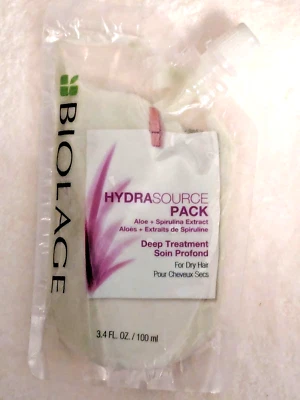 BIOLAGE
HYDRASOURCE
PACK
Aloe + Spirulina Extract
Aloes + Extraits de Spiruline
Deep Treatment
Soin Profond
For Dry Hair
Pour Cheveux Secs
3.4 FL. OZ. / 100 ml